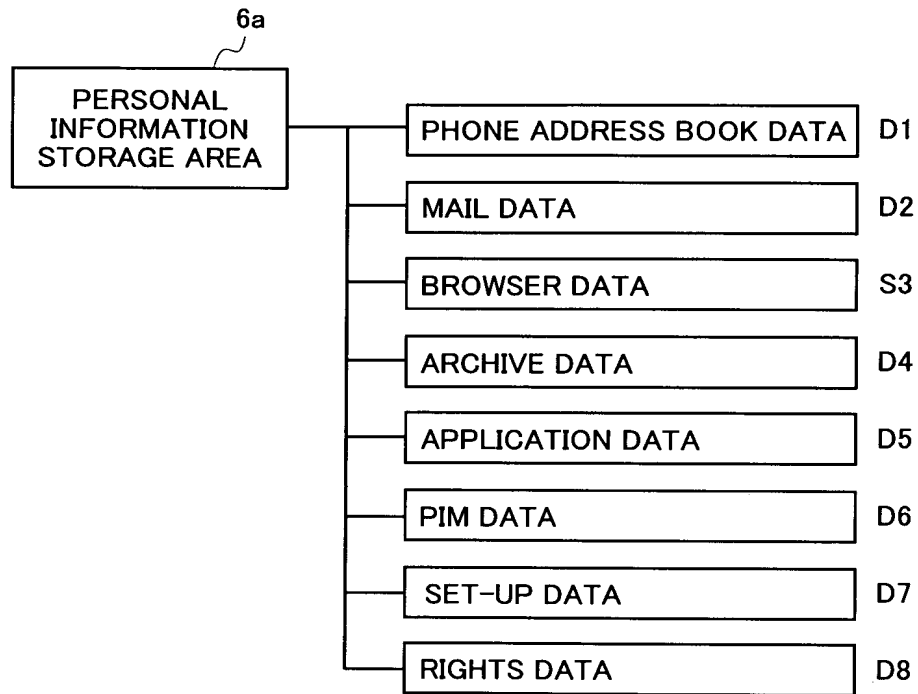 6a
PERSONAL
INFORMATION
STORAGE AREA
PHONE ADDRESS BOOK DATA D1
MAIL DATA D2
BROWSER DATA S3
ARCHIVE DATA D4
APPLICATION DATA D5
PIM DATA D6
SET-UP DATA D7
RIGHTS DATA D8